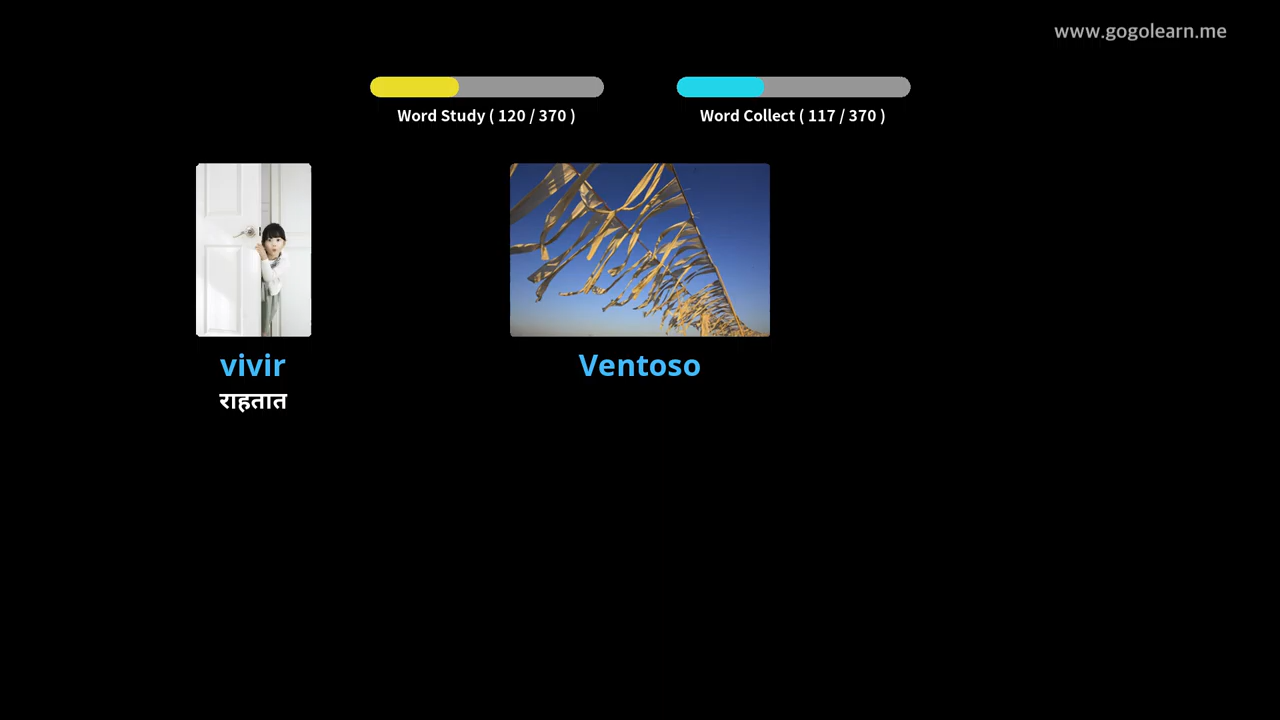 www.gogolearn.me
Word Study ( 120 / 370 )
Word Collect ( 117 / 370 )
vivir
राहतात
Ventoso